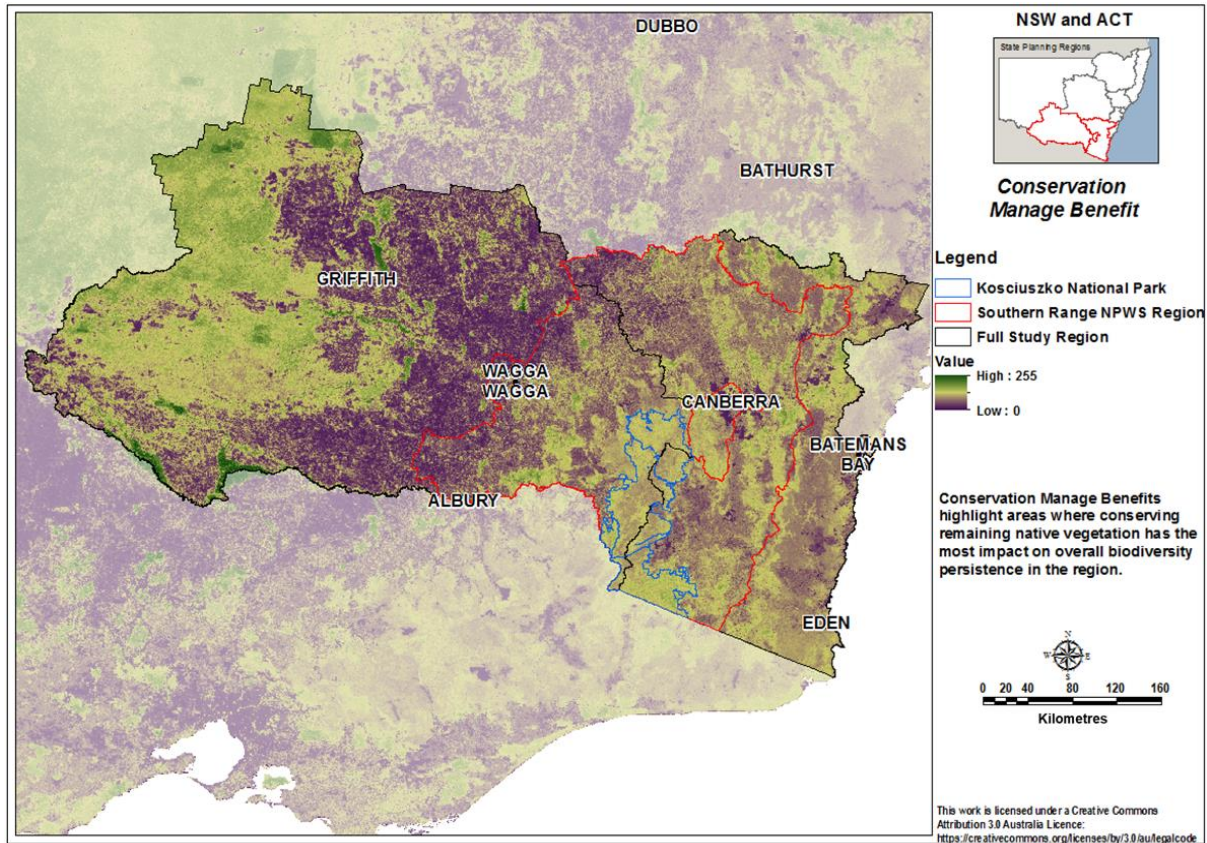 DUBBO
BATHURST
GRIFFITH
WAGGA
WAGGA
CANBERRA
BATEMANS
BAY
ALBURY
EDEN
NSW and ACT
State Planning Regions
Conservation
Manage Benefit
Legend
Kosciuszko National Park
Southern Range NPWS Region
Full Study Region
Value
High : 255
Low : 0
Conservation Manage Benefits
highlight areas where conserving
remaining native vegetation has the
most impact on overall biodiversity
persistence in the region.
N
W E
S
0 20 40 80 120 160
Kilometres
This work is licensed under a Creative Commons
Attribution 3.0 Australia Licence:
https://creativecommons.org/licenses/by/3.0/au/legalcode